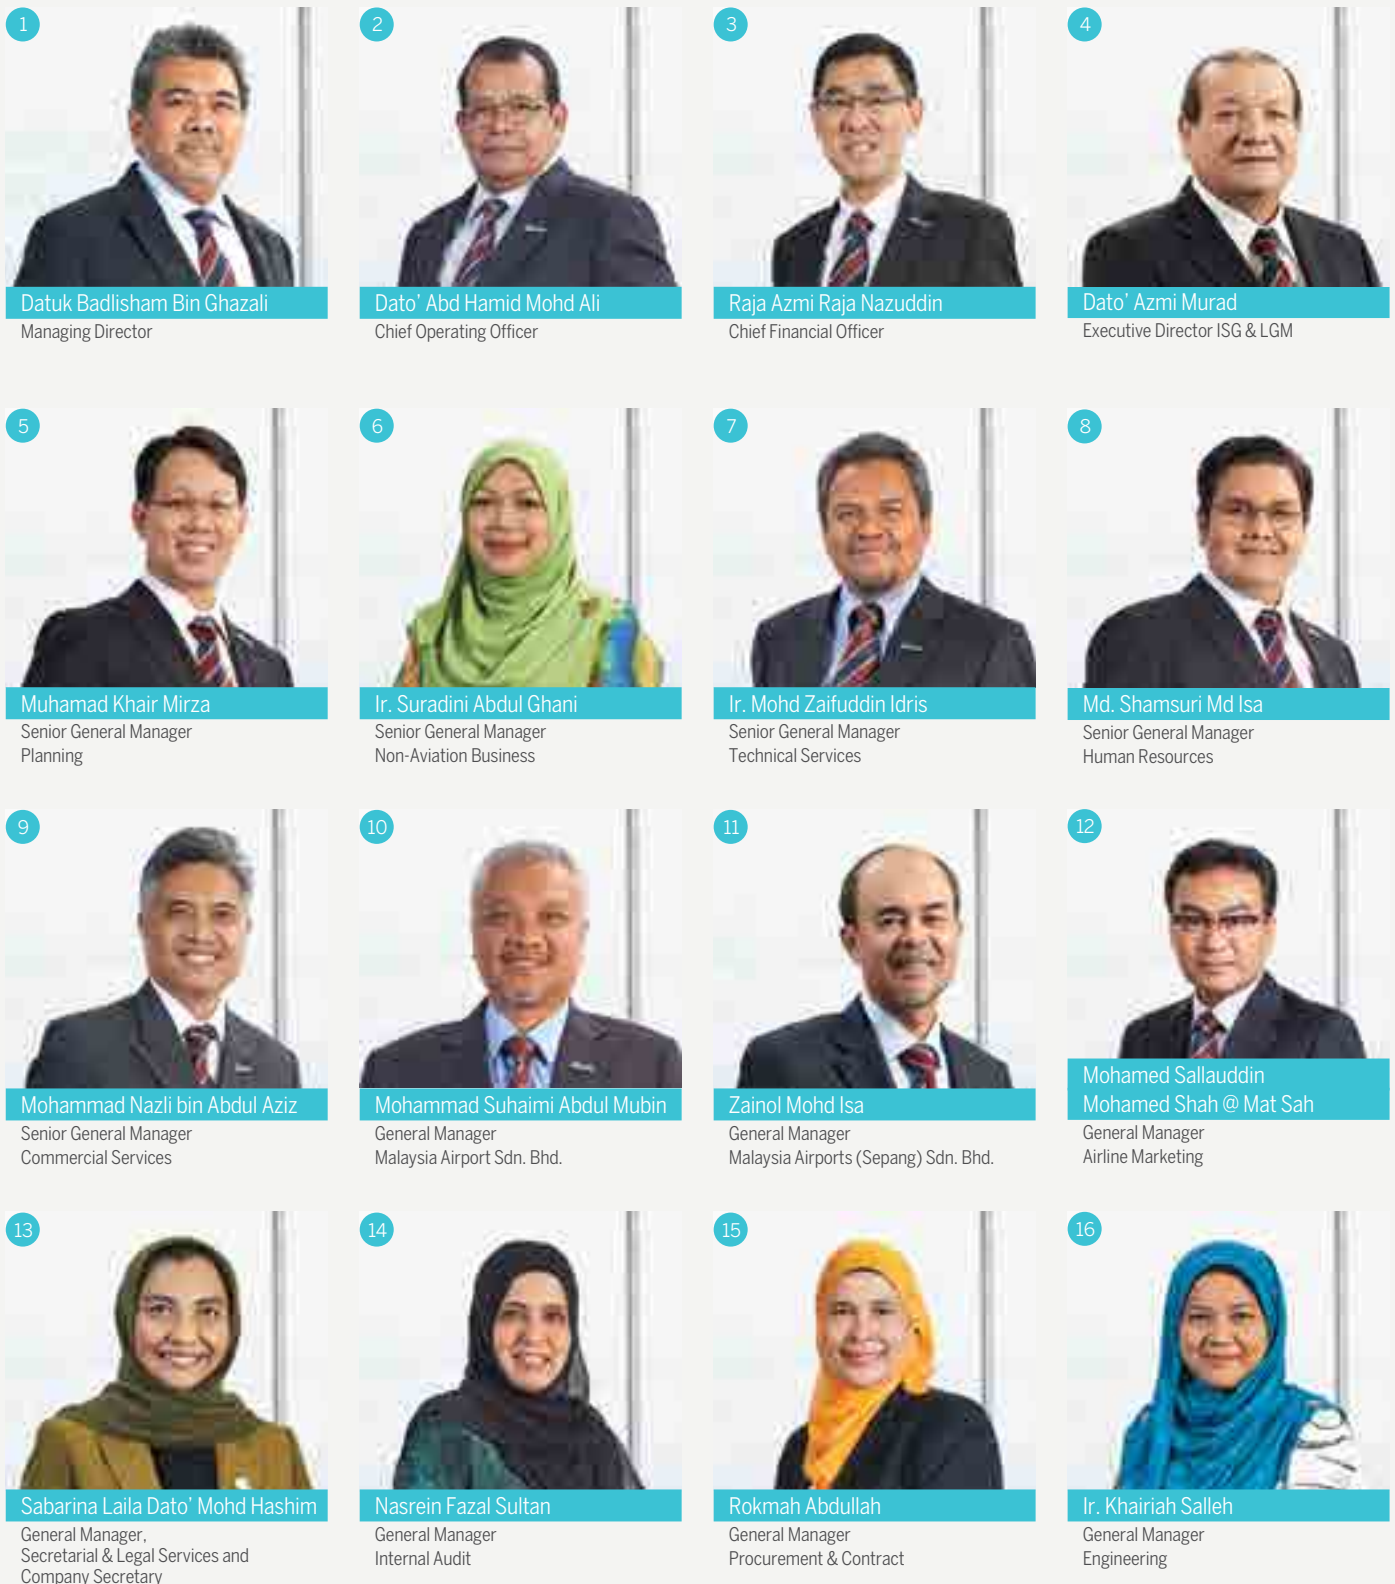 1
Datuk Badlisham Bin Ghazali
Managing Director
2
Dato' Abd Hamid Mohd Ali
Chief Operating Officer
3
Raja Azmi Raja Nazuddin
Chief Financial Officer
4
Dato' Azmi Murad
Executive Director ISG & LGM
5
Muhamad Khair Mirza
Senior General Manager
Planning
6
Ir. Suradini Abdul Ghani
Senior General Manager
Non-Aviation Business
7
Ir. Mohd Zaifuddin Idris
Senior General Manager
Technical Services
8
Md. Shamsuri Md Isa
Senior General Manager
Human Resources
9
Mohammad Nazli bin Abdul Aziz
Senior General Manager
Commercial Services
10
Mohammad Suhaimi Abdul Mubin
General Manager
Malaysia Airport Sdn. Bhd.
11
Zainol Mohd Isa
General Manager
Malaysia Airports (Sepang) Sdn. Bhd.
12
Mohamed Sallauddin
Mohamed Shah @ Mat Sah
General Manager
Airline Marketing
13
Sabarina Laila Dato' Mohd Hashim
General Manager,
Secretarial & Legal Services and
Company Secretary
14
Nasrein Fazal Sultan
General Manager
Internal Audit
15
Rokmah Abdullah
General Manager
Procurement & Contract
16
Ir. Khairiah Salleh
General Manager
Engineering